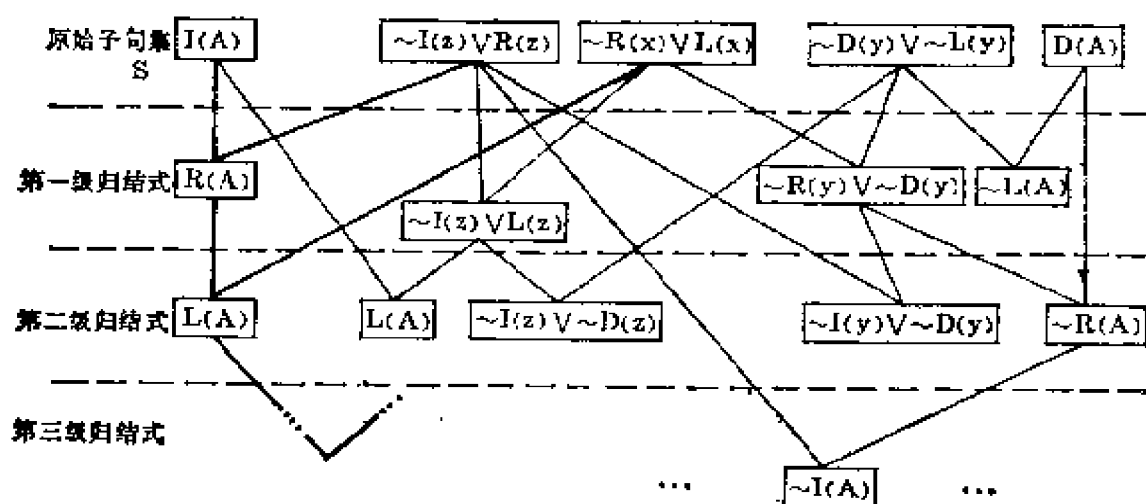 原始子句集 I(A) ~I(z)∨R(z) ~R(x)∨L(x) ~D(y)∨~L(y) D(A)
S
第一级归结式 R(A) ~R(y)∨~D(y) ~L(A)
~I(z)∨L(z)
第二级归结式 L(A) L(A) ~I(z)∨~D(z) ~I(y)∨~D(y) ~R(A)
第三级归结式
… ~I(A) …